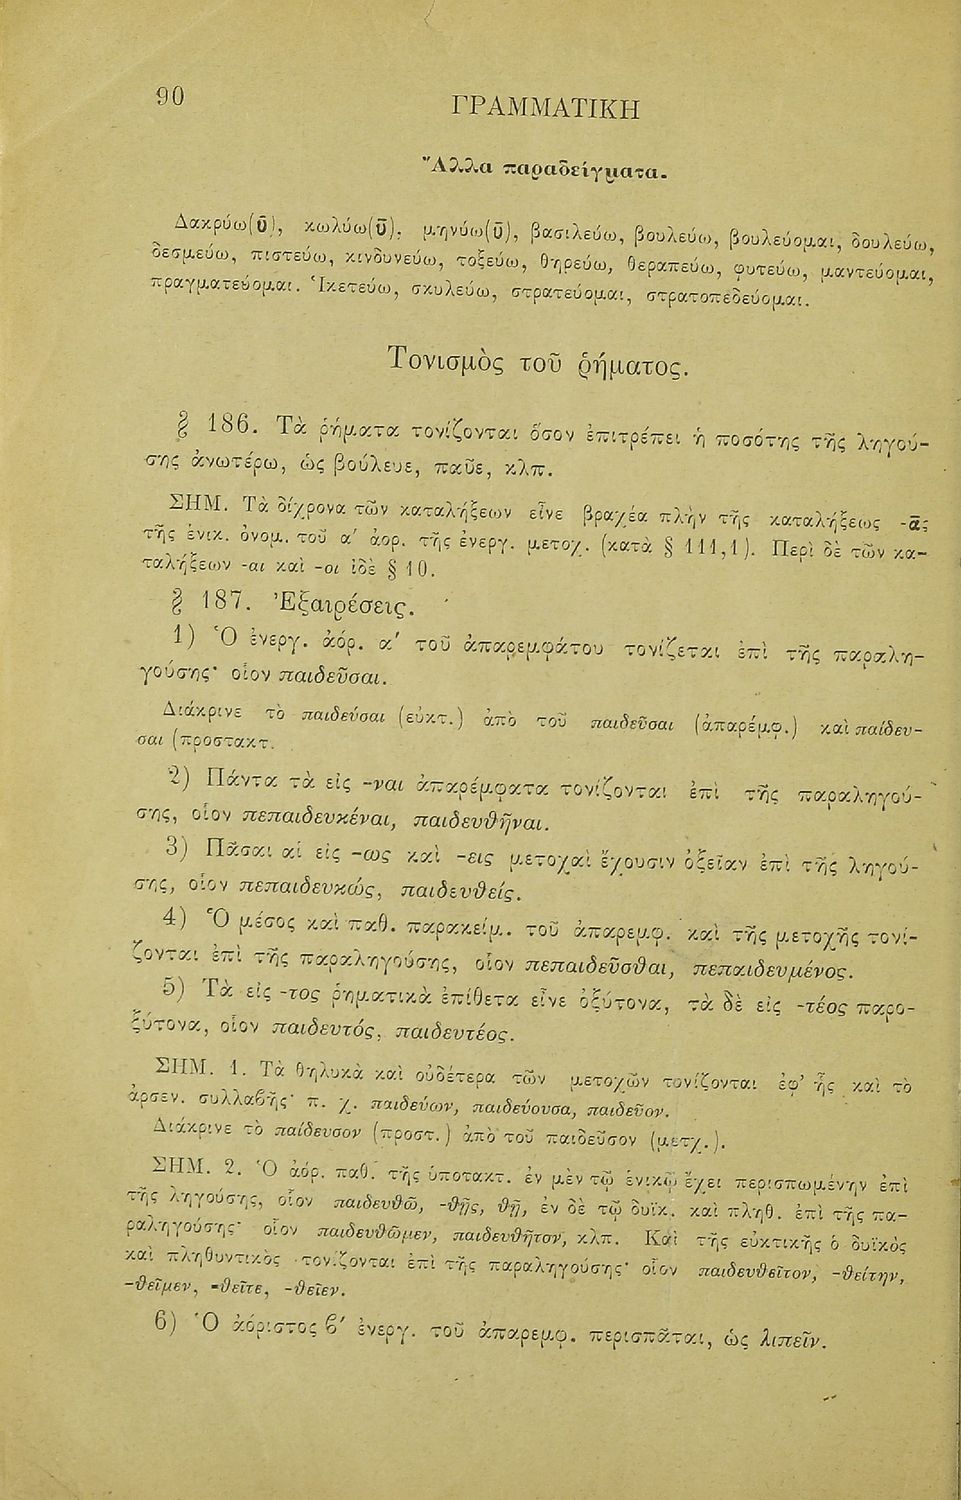 90
ΓΡΑΜΜΑΤΙΚΗ
Ἄλλα παραδείγματα.
Δακρύω(ῡ), κωλύω(ῡ), μηνύω(ῡ), βασιλεύω, βουλεύω, βουλεύομαι, δουλεύω,
δεσμεύω, πιστεύω, κινδυνεύω, τοξεύω, θηρεύω, θεραπεύω, φυτεύω, μαντεύομαι,
πραγματεύομαι. Ἱκετεύω, σκυλεύω, στρατεύομαι, στρατοπεδεύομαι.
Τονισμὸς τοῦ ῥήματος.
§ 186. Τὰ ῥήματα τονίζονται ὅσον ἐπιτρέπει ἡ ποσότης τῆς ληγού-
σης ἀνωτέρω, ὡς βούλευε, παῦε, κλπ.
ΣΗΜ. Τὰ δίχρονα τῶν καταλήξεων εἶνε βραχέα πλὴν τῆς καταλήξεως -ᾱς
τῆς ἑνικ. ὀνομ. τοῦ α′ ἀορ. τῆς ἐνεργ. μετοχ. (κατὰ § 111,1). Περὶ δὲ τῶν κα-
ταλήξεων -αι καὶ -οι ἰδὲ § 10.
§ 187. Ἐξαιρέσεις.
1) Ὁ ἐνεργ. ἀόρ. α′ τοῦ ἀπαρεμφάτου τονίζεται ἐπὶ τῆς παραλη-
γούσης· οἷον παιδεῦσαι.
Διάκρινε τὸ παιδεύσαι (εὐκτ.) ἀπὸ τοῦ παιδεῦσαι (ἀπαρέμφ.) καὶ παίδευ-
σαι (προστακτ.
2) Πάντα τὰ εἰς -ναι ἀπαρέμφατα τονίζονται ἐπὶ τῆς παραληγού-
σης, οἷον πεπαιδευκέναι, παιδευθῆναι.
3) Πᾶσαι αἱ εἰς -ως καὶ -εις μετοχαὶ ἔχουσιν ὀξεῖαν ἐπὶ τῆς ληγού-
σης, οἷον πεπαιδευκώς, παιδευθείς.
4) Ὁ μέσος καὶ παθ. παρακείμ. τοῦ ἀπαρεμφ. καὶ τῆς μετοχῆς τονί-
ζονται ἐπὶ τῆς παραληγούσης, οἷον πεπαιδεῦσθαι, πεπαιδευμένος.
5) Τὰ εἰς -τος ῥηματικὰ ἐπίθετα εἶνε ὀξύτονα, τὰ δὲ εἰς -τέος παρο-
ξύτονα, οἷον παιδευτός, παιδευτέος.
ΣΗΜ. 1. Τὰ θηλυκὰ καὶ οὐδέτερα τῶν μετοχῶν τονίζονται ἐφ' ἧς καὶ τὸ
ἀρσεν. συλλαβῆς· π. χ. παιδεύων, παιδεύουσα, παιδεῦον.
Διάκρινε τὸ παίδευσον (προστ.) ἀπὸ τοῦ παιδεῦσον (μετχ.).
ΣΗΜ. 2. Ὁ ἀόρ. παθ. τῆς ὑποτακτ. ἐν μὲν τῷ ἑνικῷ ἔχει περισπωμένην ἐπὶ
τῆς ληγούσης, οἷον παιδευθῶ, -θῇς, θῇ, ἐν δὲ τῷ δυϊκ. καὶ πληθ. ἐπὶ τῆς πα-
ραληγούσης· οἷον παιδευθῶμεν, παιδευθῆτον, κλπ. Καὶ τῆς εὐκτικῆς ὁ δυϊκὸς
καὶ πληθυντικὸς τονίζονται ἐπὶ τῆς παραληγούσης· οἷον παιδευθεῖτον, -θείτην,
-θεῖμεν, -θεῖτε, -θεῖεν.
6) Ὁ ἀόριστος β′ ἐνεργ. τοῦ ἀπαρεμφ. περισπᾶται, ὡς λιπεῖν.